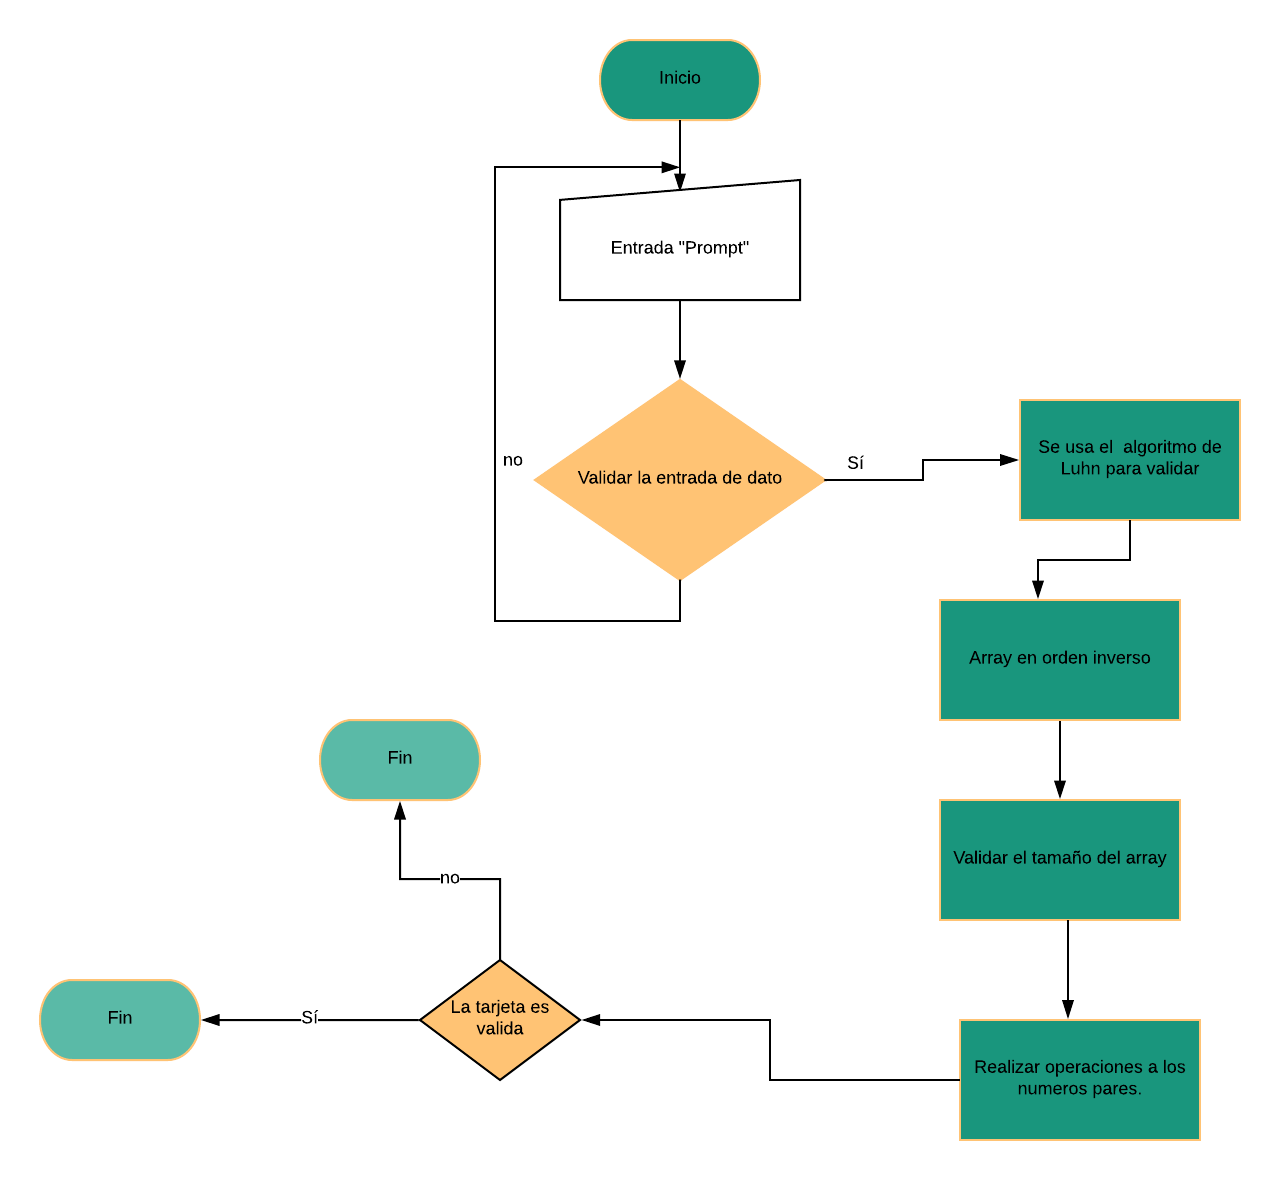 Inicio
Entrada "Prompt"
no
Validar la entrada de dato
Sí
Se usa el  algoritmo de
Luhn para validar
Array en orden inverso
Validar el tamaño del array
Realizar operaciones a los
numeros pares.
La tarjeta es
valida
no
Fin
Sí
Fin